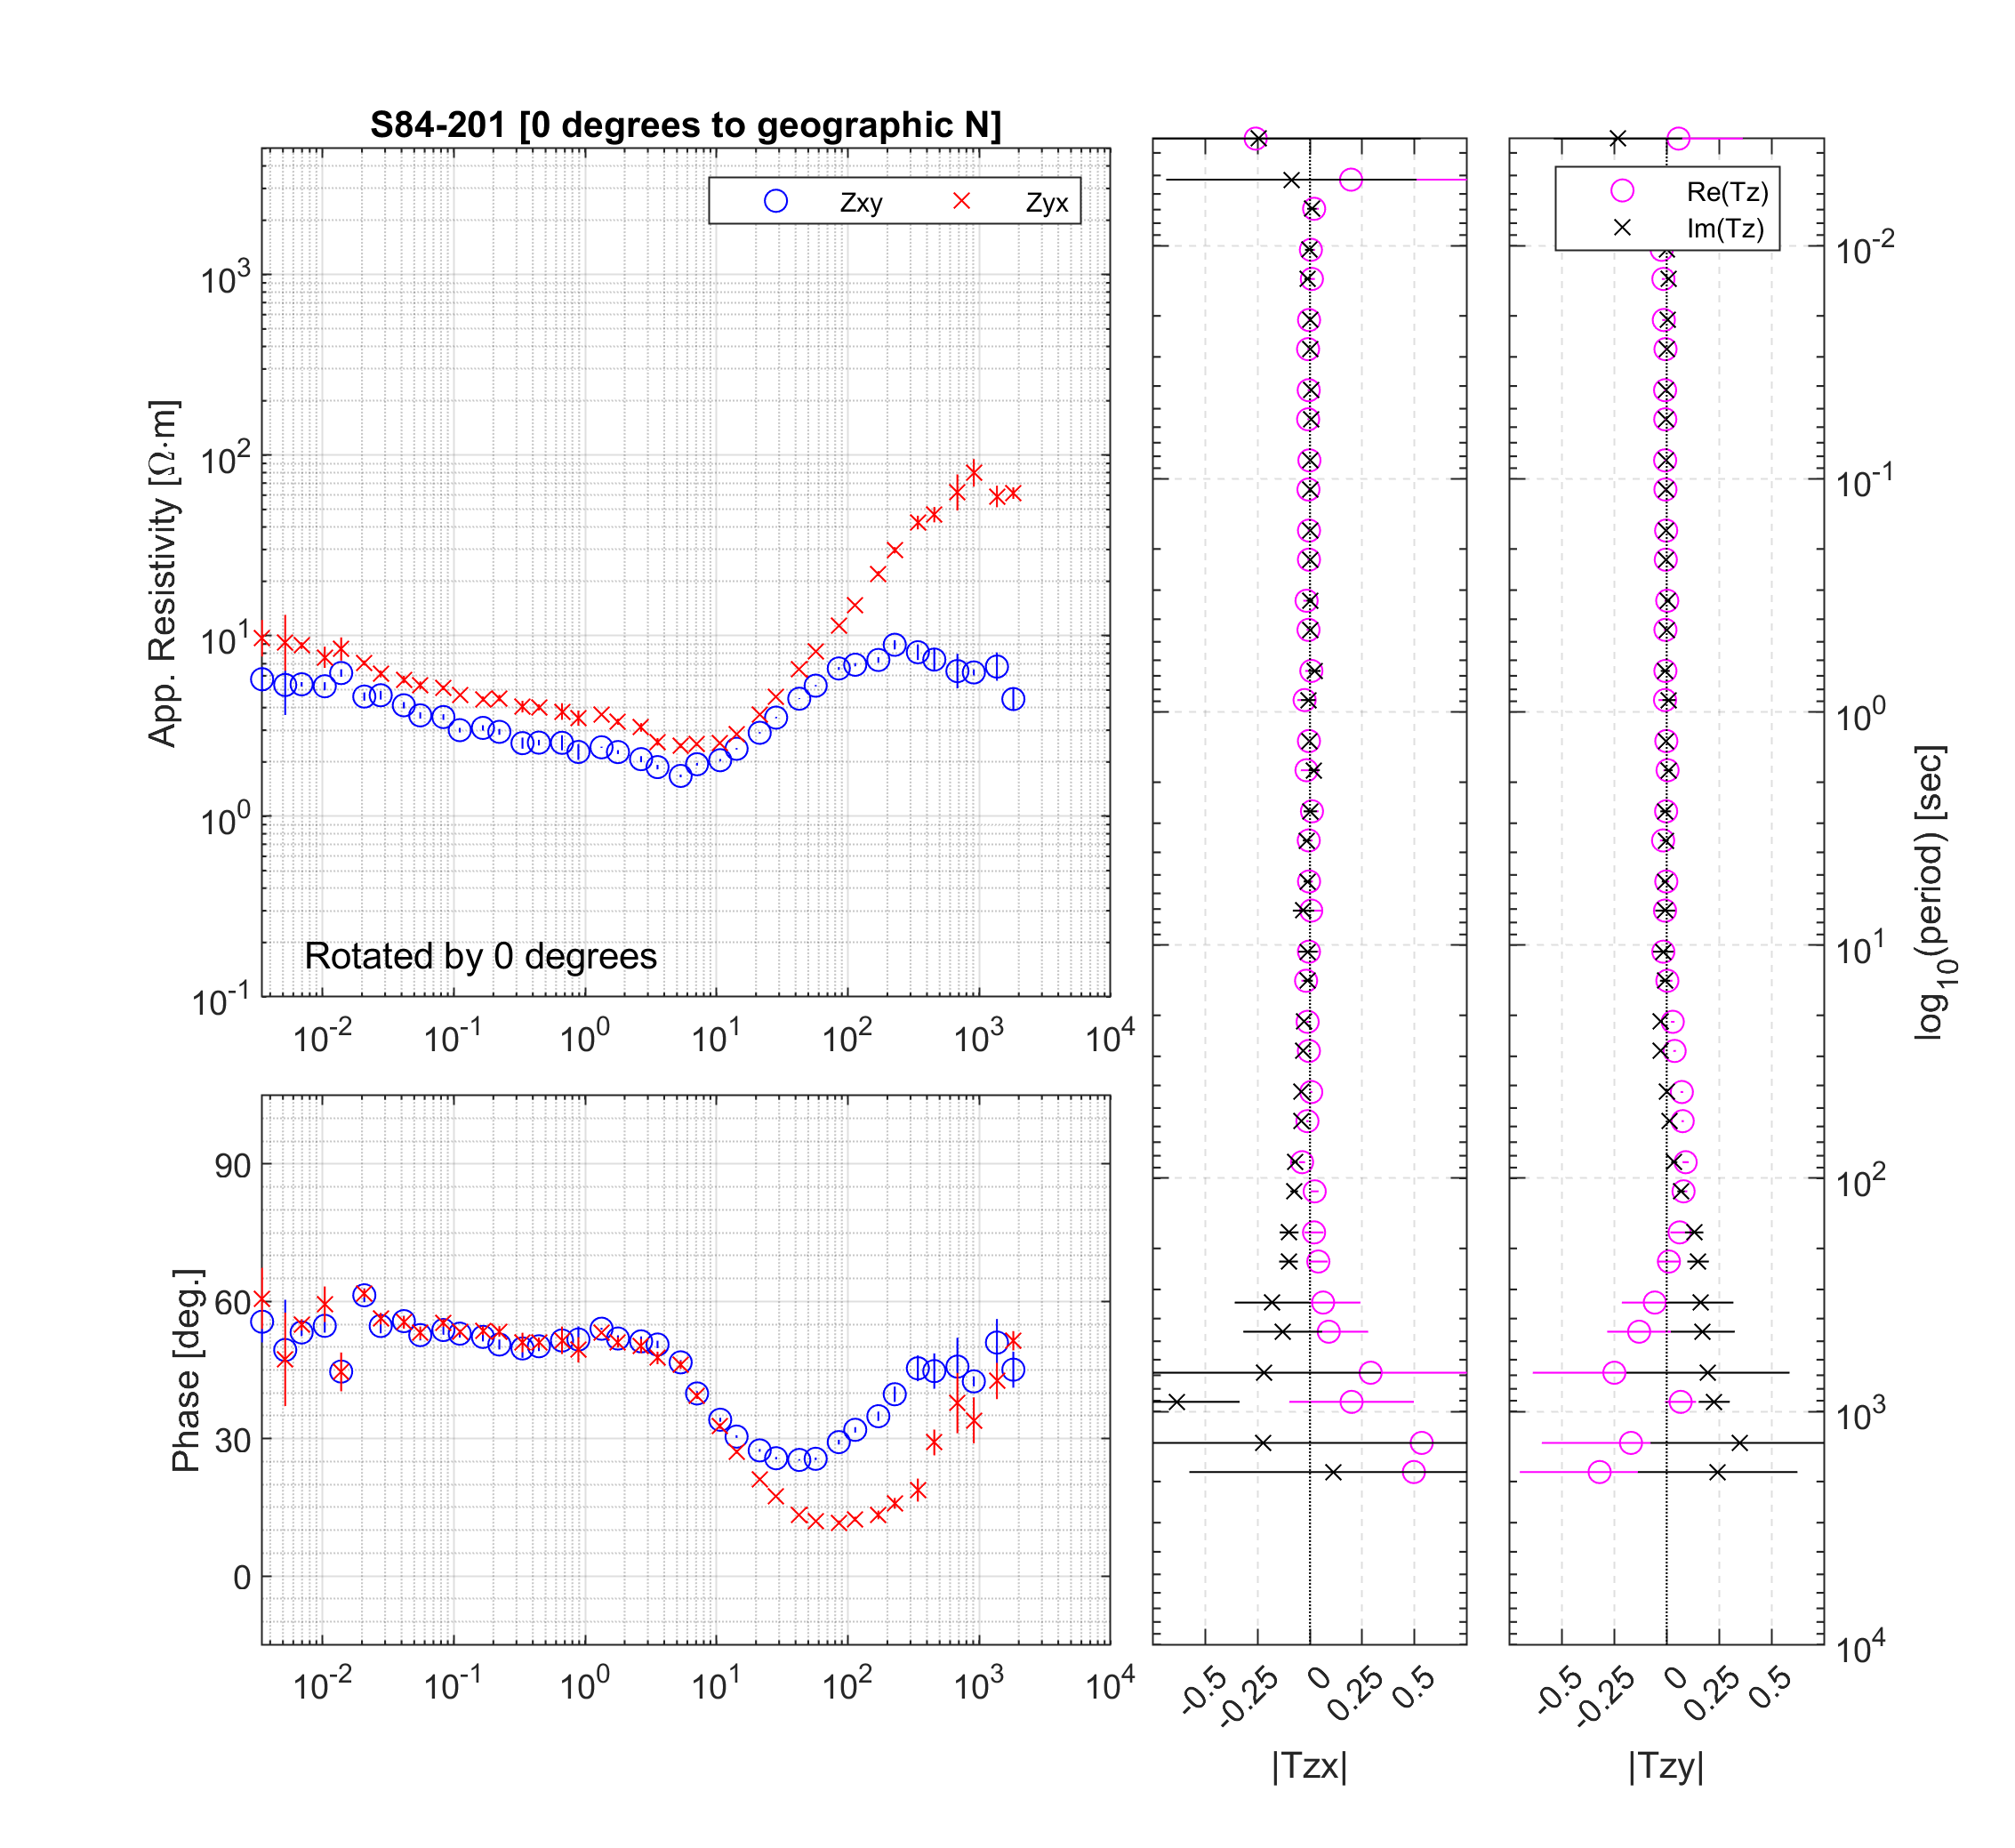 S84-201 [0 degrees to geographic N]
Zxy Zyx
App. Resistivity [Ω·m]
10^3
10^2
10^1
10^0
10^-1
Rotated by 0 degrees
10^-2 10^-1 10^0 10^1 10^2 10^3 10^4
Phase [deg.]
90
60
30
0
10^-2 10^-1 10^0 10^1 10^2 10^3 10^4
-0.5 -0.25 0 0.25 0.5
|Tzx|
Re(Tz)
Im(Tz)
10^-2
10^-1
10^0
10^1
10^2
10^3
10^4
log_10(period) [sec]
-0.5 -0.25 0 0.25 0.5
|Tzy|